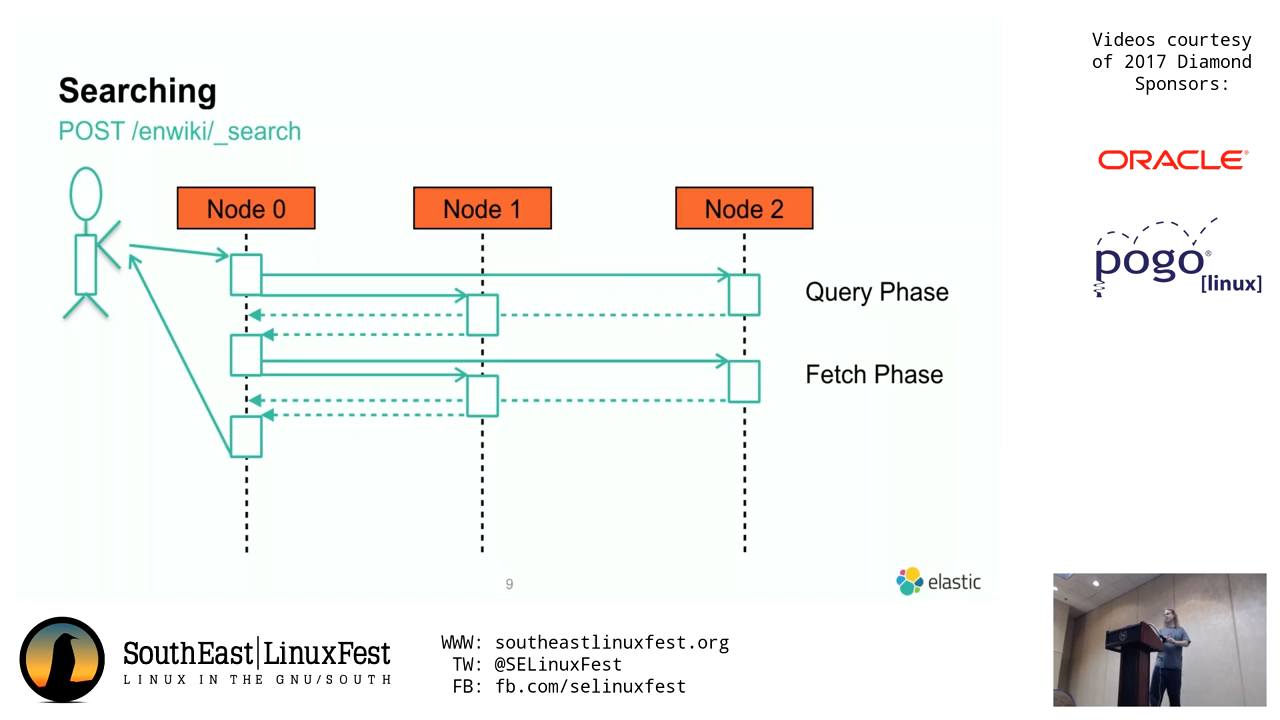 Searching
POST /enwiki/_search
Node 0
Node 1
Node 2
Query Phase
Fetch Phase
9
elastic
Videos courtesy
of 2017 Diamond
Sponsors:
ORACLE®
pogo®
[linux]
SouthEast|LinuxFest
LINUX IN THE GNU/SOUTH
WWW: southeastlinuxfest.org
TW: @SELinuxFest
FB: fb.com/selinuxfest